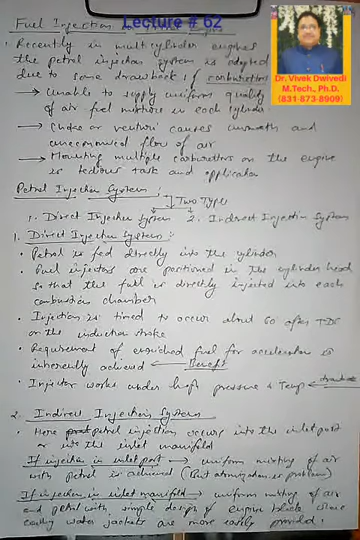 Fuel Injection
Lecture # 62
Dr. Vivek Dwivedi
M.Tech., Ph.D.
(831-873-8909)
Recently in multicylinder engines
the petrol injection system is adopted
due to some drawback of carburettors
→ Unable to supply uniform quality
of air fuel mixture in each cylinder
→ Choke or venturi causes and
uneconomical flow of air
→ Mounting multiple carburettors on the engine
is tedious task and application
Petrol Injection System :
Two Types
1. Direct Injection System 2. Indirect Injection System
1. Direct Injection System :
• Petrol is fed directly into the cylinder
• Fuel injectors are positioned in the cylinder head
so that the fuel is directly injected into each
combustion chamber
• Injection is timed to occur about 60 after TDC
on the induction stroke
• Requirement of enriched fuel for acceleration is
inherently achieved ← Benefit
• Injector works under high pressure & Temp ←
2. Indirect Injection System
• Here petrol injection occurs into the inlet port
or into the inlet manifold
If injection in inlet port → uniform mixing of air
with petrol is achieved (But atomization is problem)
If injection in inlet manifold → uniform mixing of air
and petrol with simple design of engine block since
cooling water jackets are more easily provided.